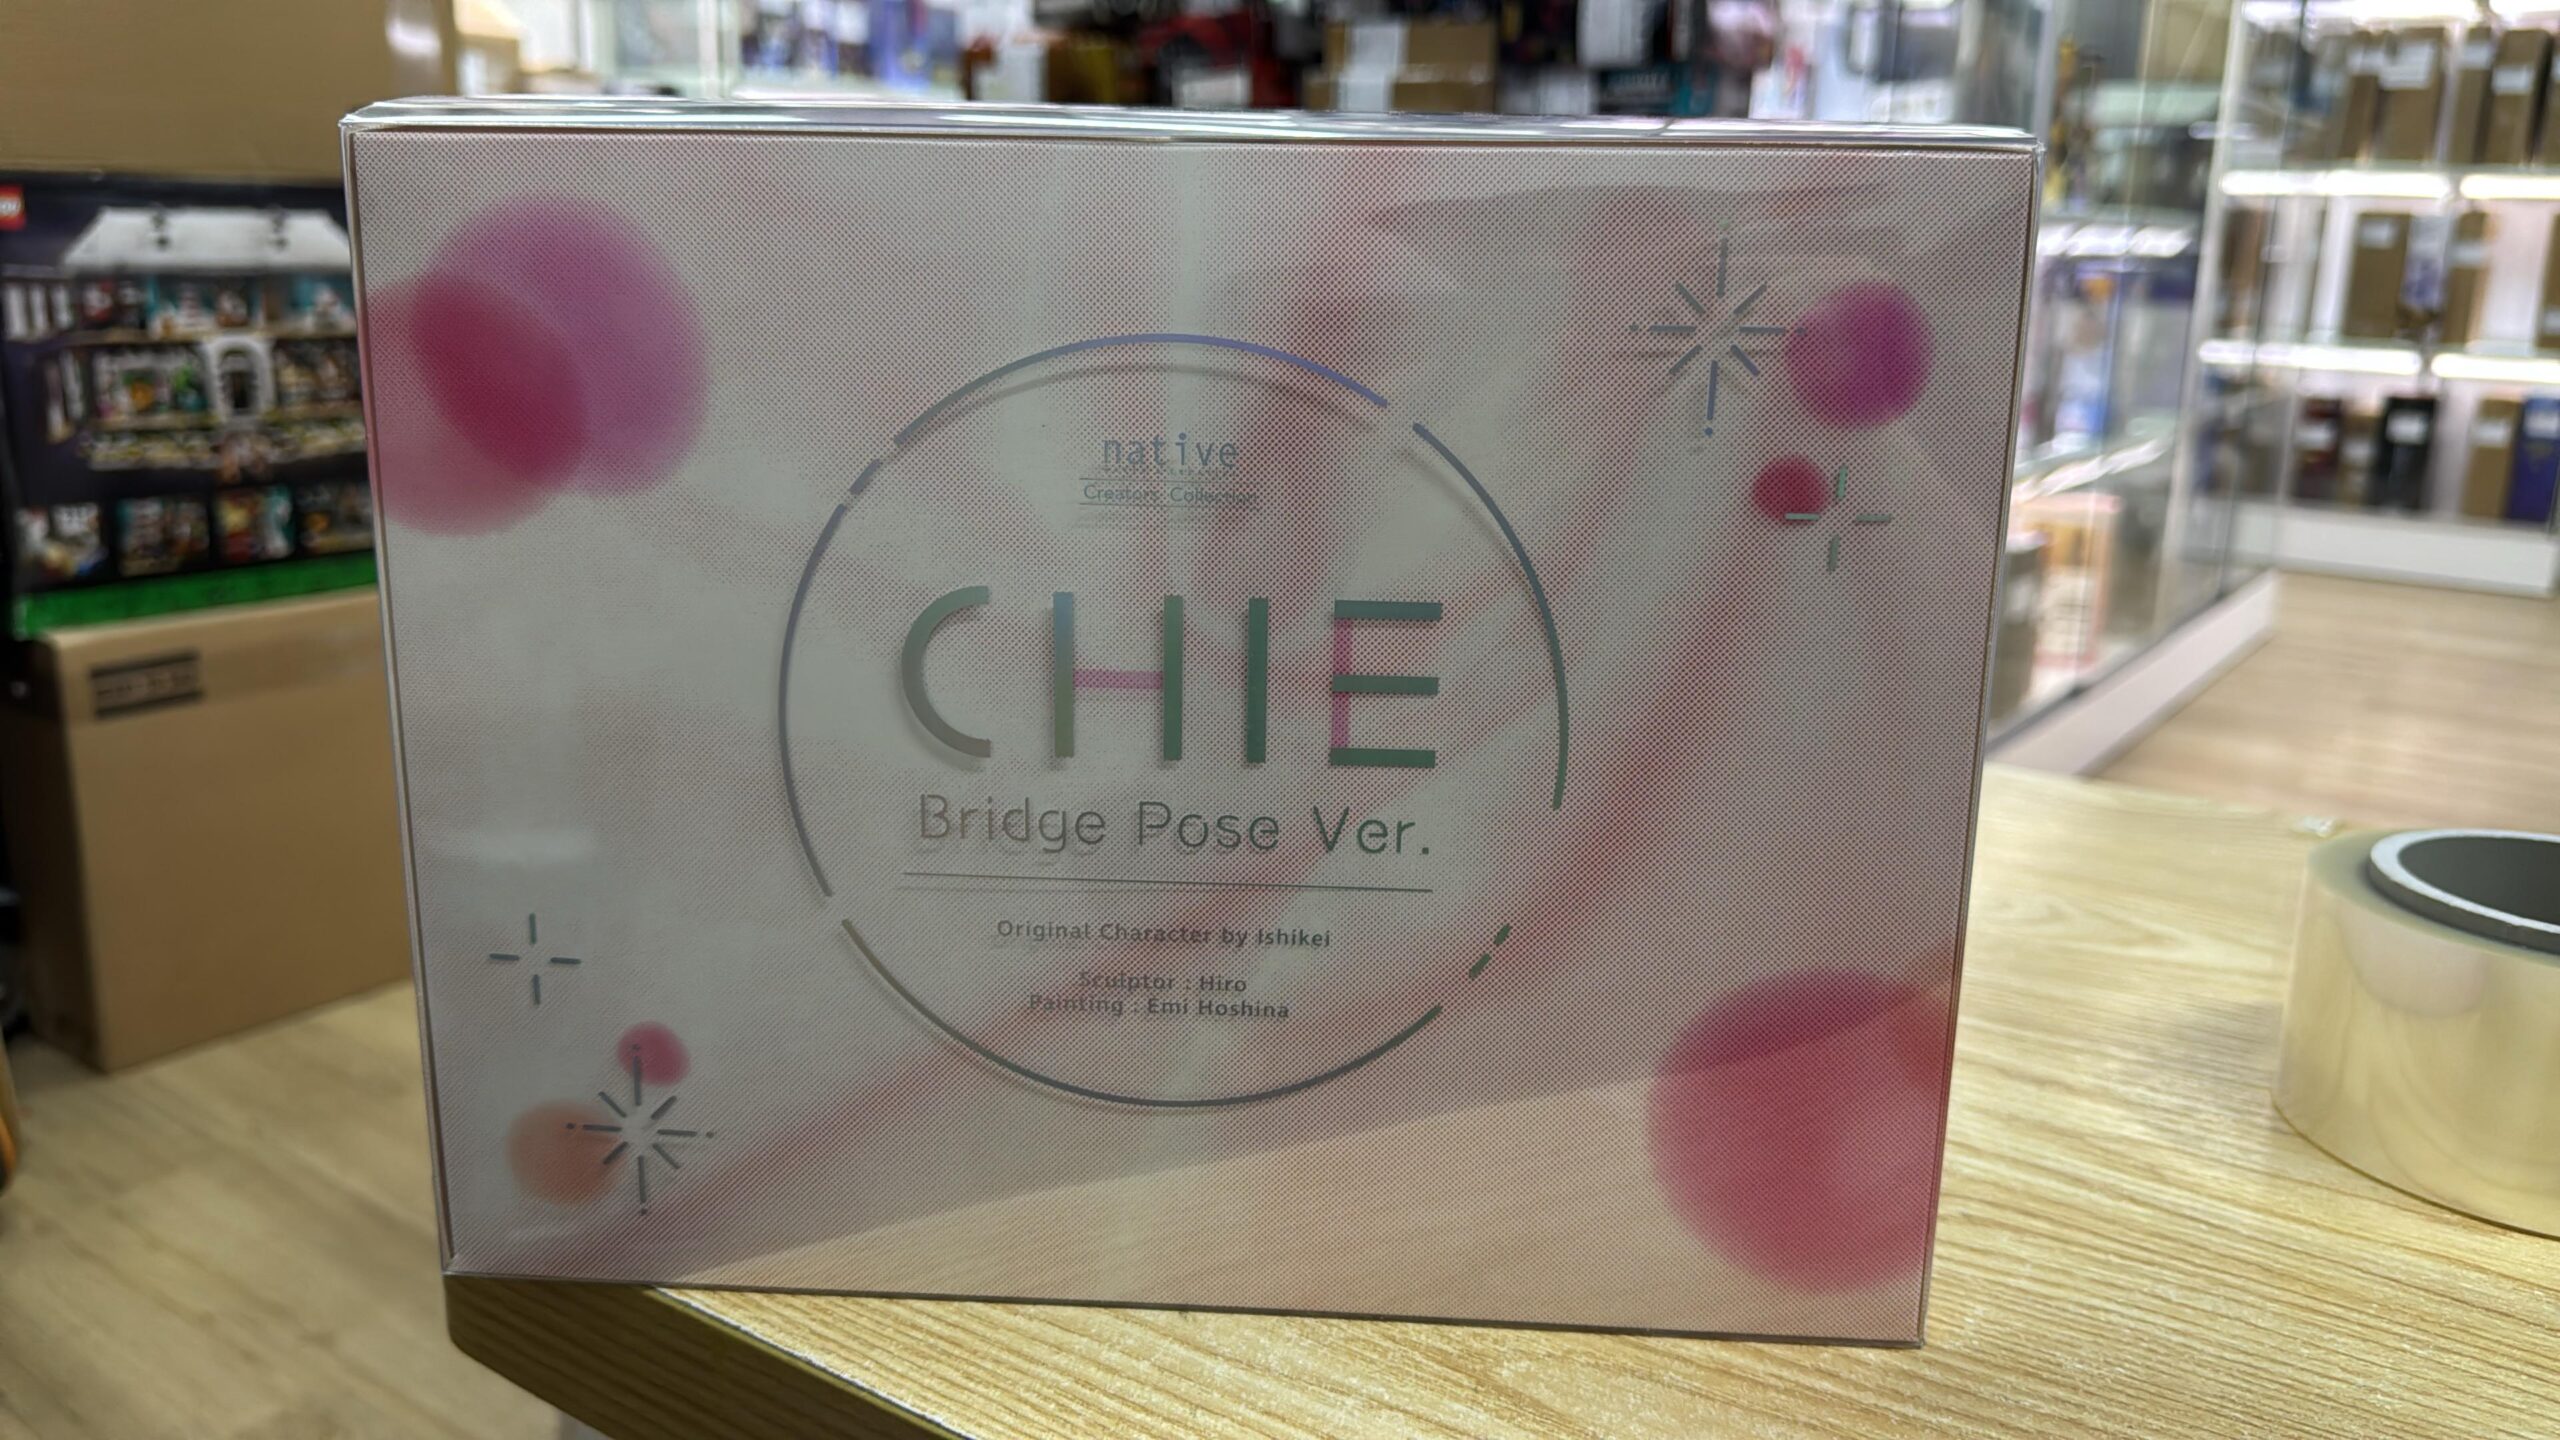 native
Creators Collection
CHIE
Bridge Pose Ver.
Original Character by Ishikei
Sculptor : Hiro
Painting : Emi Hoshina